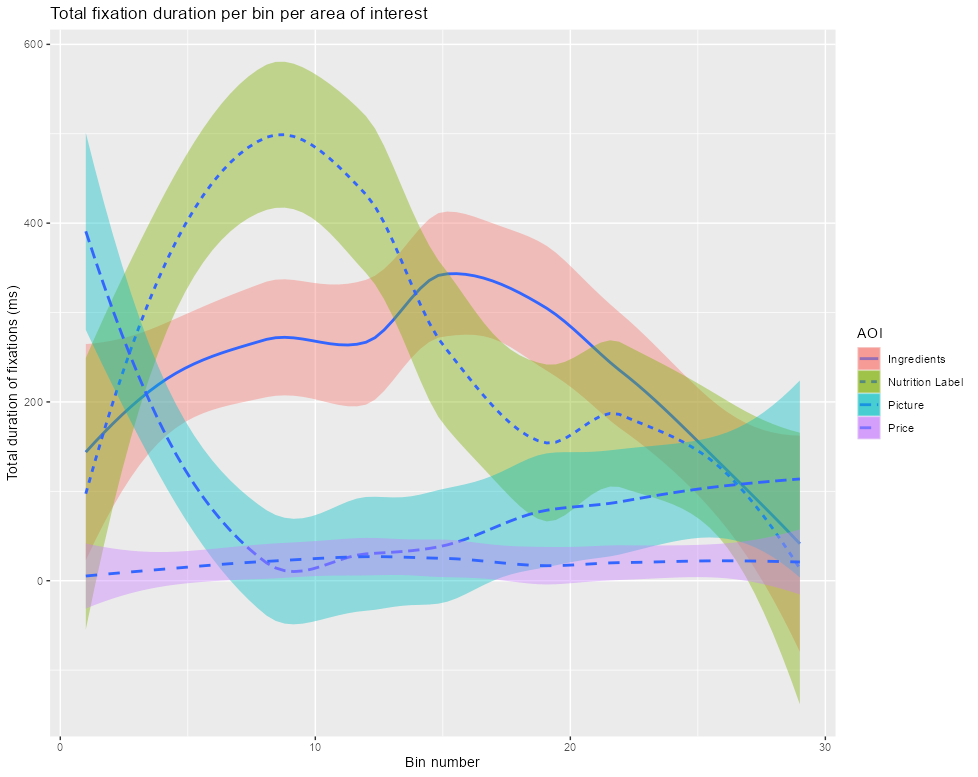 Total fixation duration per bin per area of interest
Total duration of fixations (ms)
600
400
200
0
0
10
20
30
Bin number
AOI
Ingredients
Nutrition Label
Picture
Price